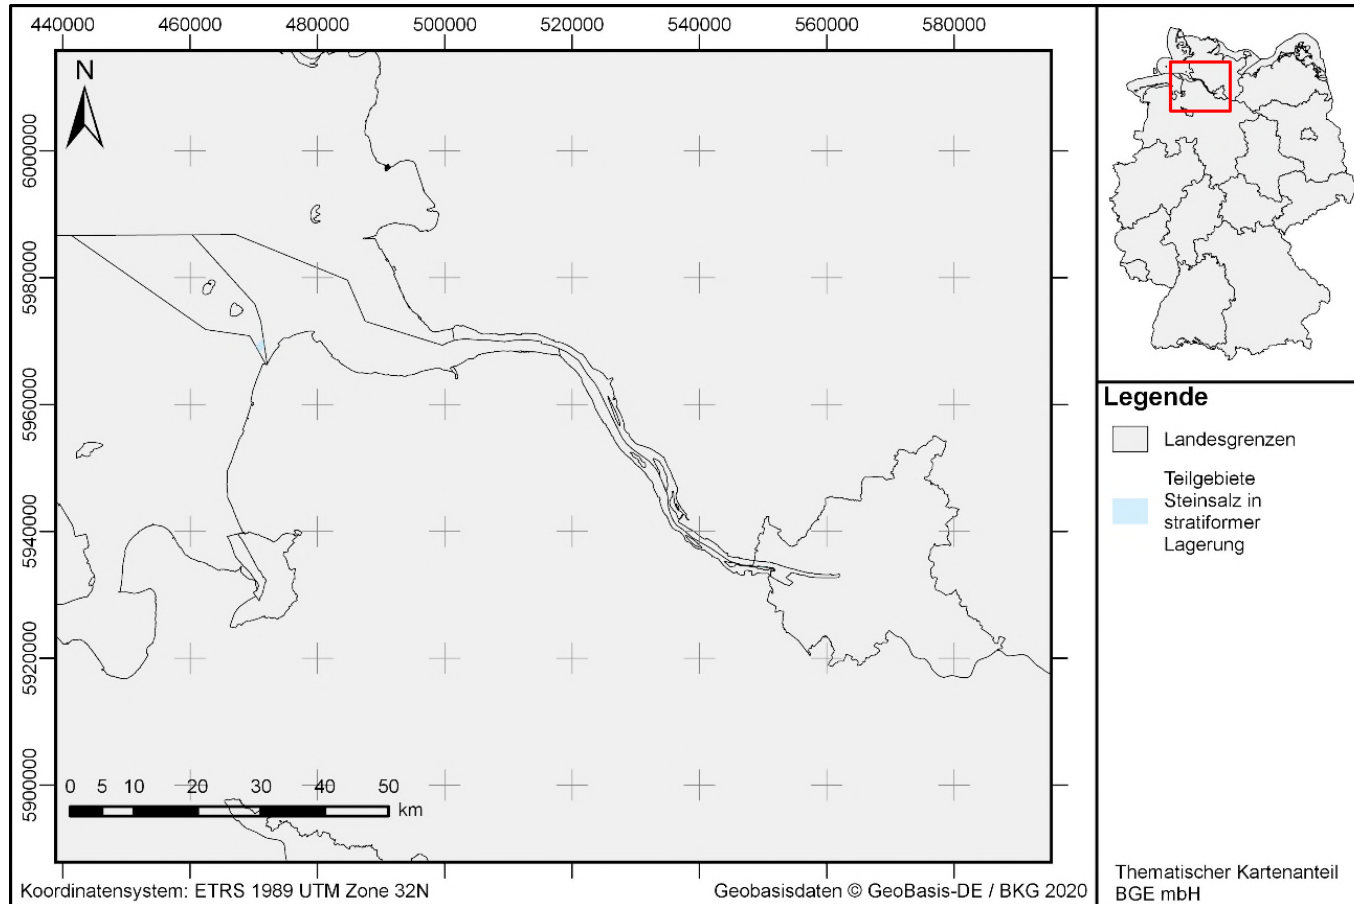 440000 460000 480000 500000 520000 540000 560000 580000
N
6000000
5980000
5960000
5940000
5920000
5900000
0 5 10 20 30 40 50
km
Koordinatensystem: ETRS 1989 UTM Zone 32N
Geobasisdaten © GeoBasis-DE / BKG 2020
Legende
Landesgrenzen
Teilgebiete
Steinsalz in
stratiformer
Lagerung
Thematischer Kartenanteil
BGE mbH